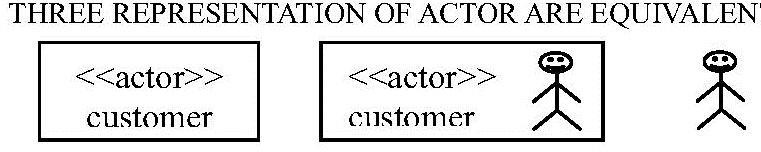 THREE REPRESENTATION OF ACTOR ARE EQUIVALENT
<<actor>> <<actor>>
customer customer